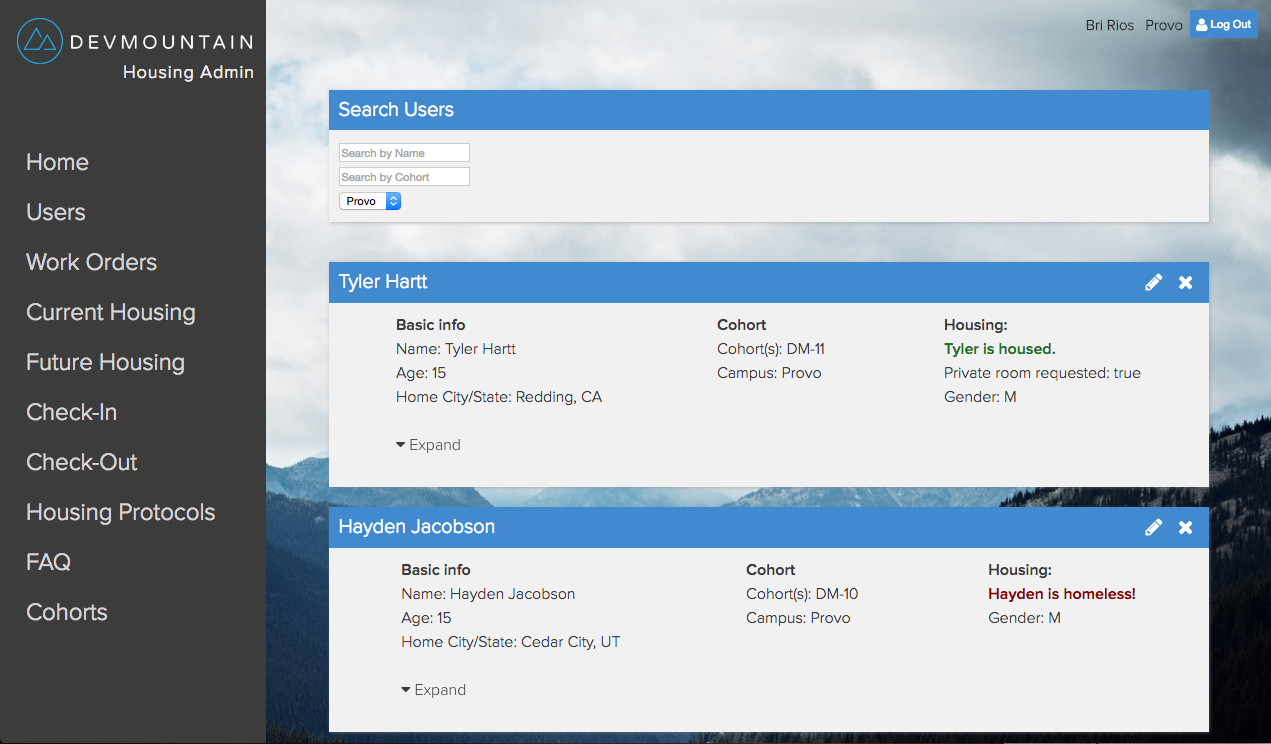 DEVMOUNTAIN
Housing Admin
Home
Users
Work Orders
Current Housing
Future Housing
Check-In
Check-Out
Housing Protocols
FAQ
Cohorts
Bri Rios Provo Log Out
Search Users
Search by Name
Search by Cohort
Provo
Tyler Hartt
Basic info
Name: Tyler Hartt
Age: 15
Home City/State: Redding, CA
Expand
Cohort
Cohort(s): DM-11
Campus: Provo
Housing:
Tyler is housed.
Private room requested: true
Gender: M
Hayden Jacobson
Basic info
Name: Hayden Jacobson
Age: 15
Home City/State: Cedar City, UT
Expand
Cohort
Cohort(s): DM-10
Campus: Provo
Housing:
Hayden is homeless!
Gender: M